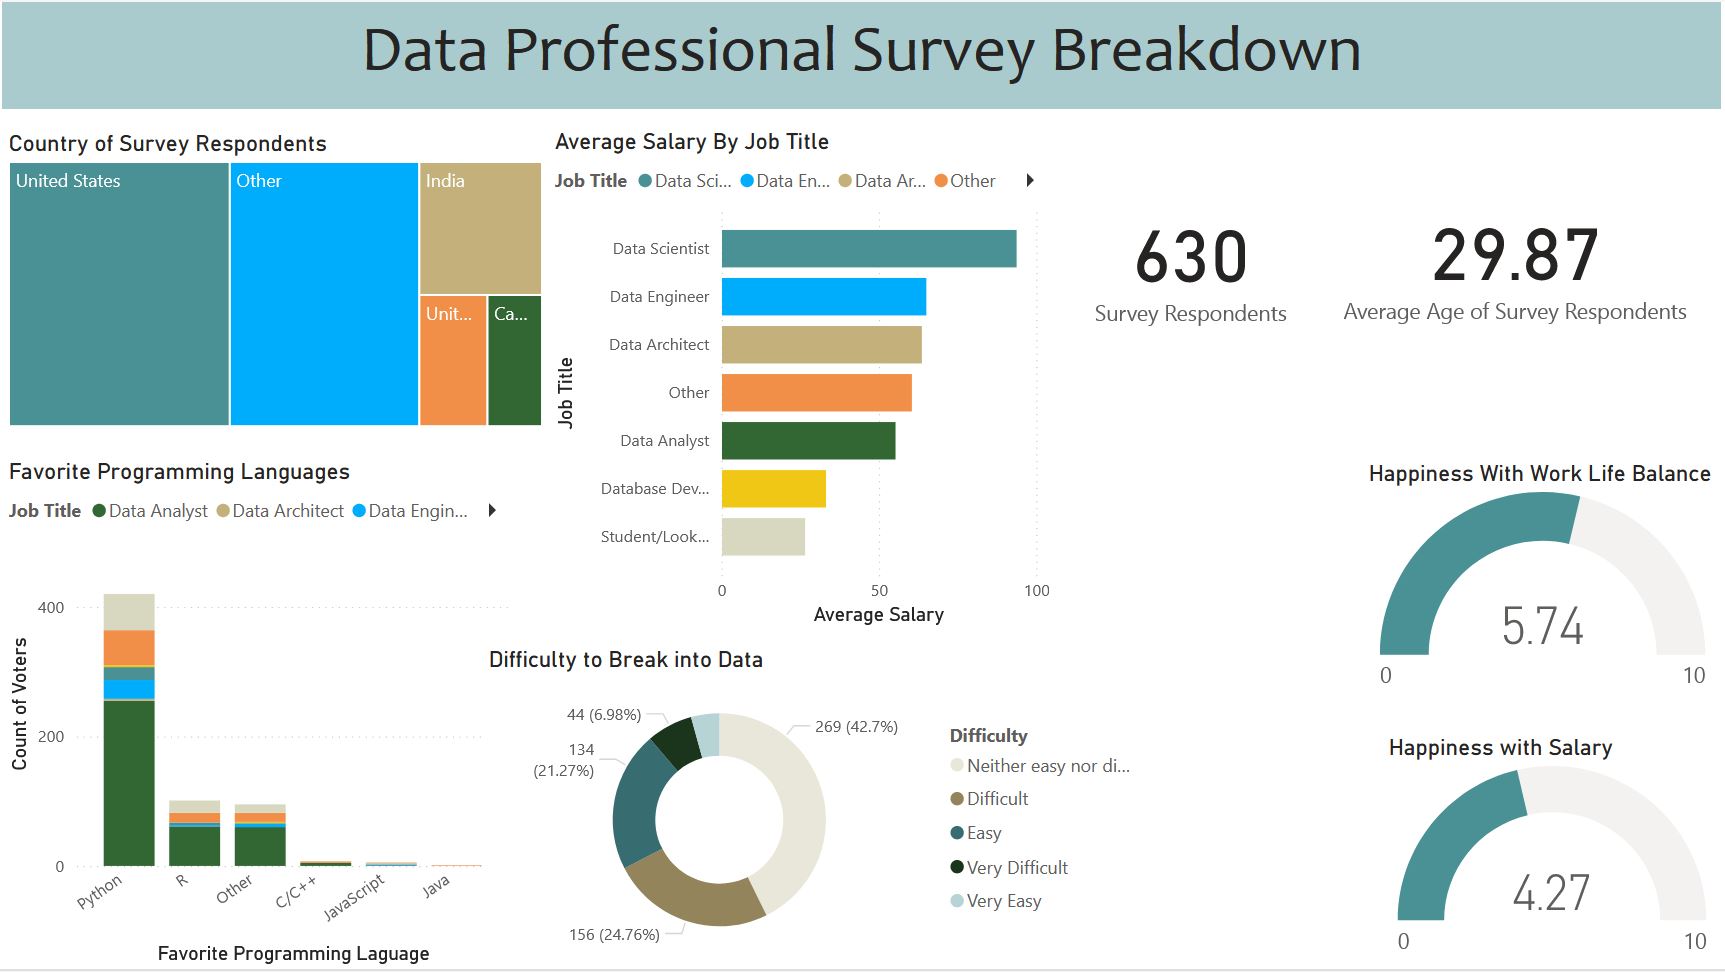 Data Professional Survey Breakdown
Country of Survey Respondents
United States
Other
India
Unit...
Ca...
Average Salary By Job Title
Job Title Data Sci... Data En... Data Ar... Other
Job Title
Data Scientist
Data Engineer
Data Architect
Other
Data Analyst
Database Dev...
Student/Look...
0 50 100
Average Salary
630
Survey Respondents
29.87
Average Age of Survey Respondents
Favorite Programming Languages
Job Title Data Analyst Data Architect Data Engin...
Count of Voters
400
200
0
Python
R
Other
C/C++
JavaScript
Java
Favorite Programming Laguage
Difficulty to Break into Data
44 (6.98%)
269 (42.7%)
134
(21.27%)
156 (24.76%)
Difficulty
Neither easy nor di...
Difficult
Easy
Very Difficult
Very Easy
Happiness With Work Life Balance
5.74
0 10
Happiness with Salary
4.27
0 10